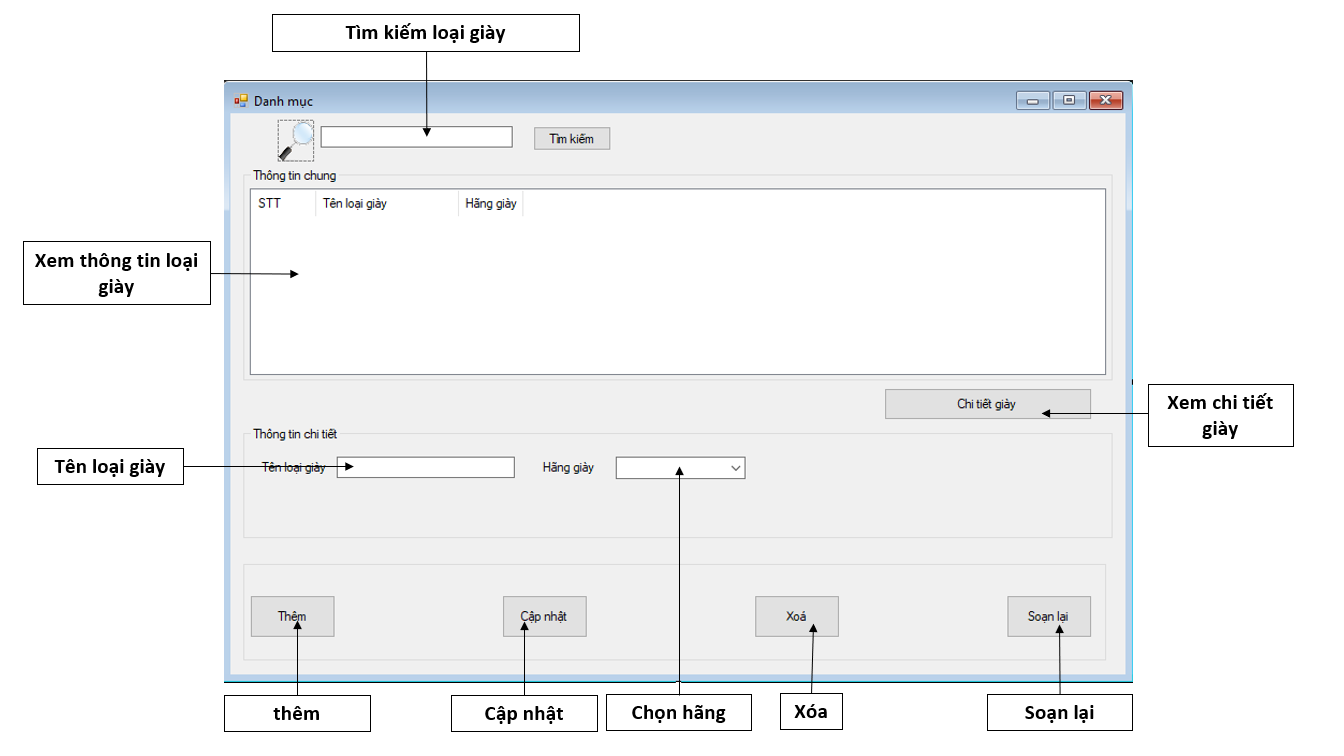 Tìm kiếm loại giày
Danh mục
Tìm kiếm
Thông tin chung
STT Tên loại giày Hãng giày
Xem thông tin loại
giày
Chi tiết giày
Xem chi tiết
giày
Thông tin chi tiết
Tên loại giày
Tên loại giày Hãng giày
Thêm Cập nhật Xoá Soạn lại
thêm Cập nhật Chọn hãng Xóa Soạn lại